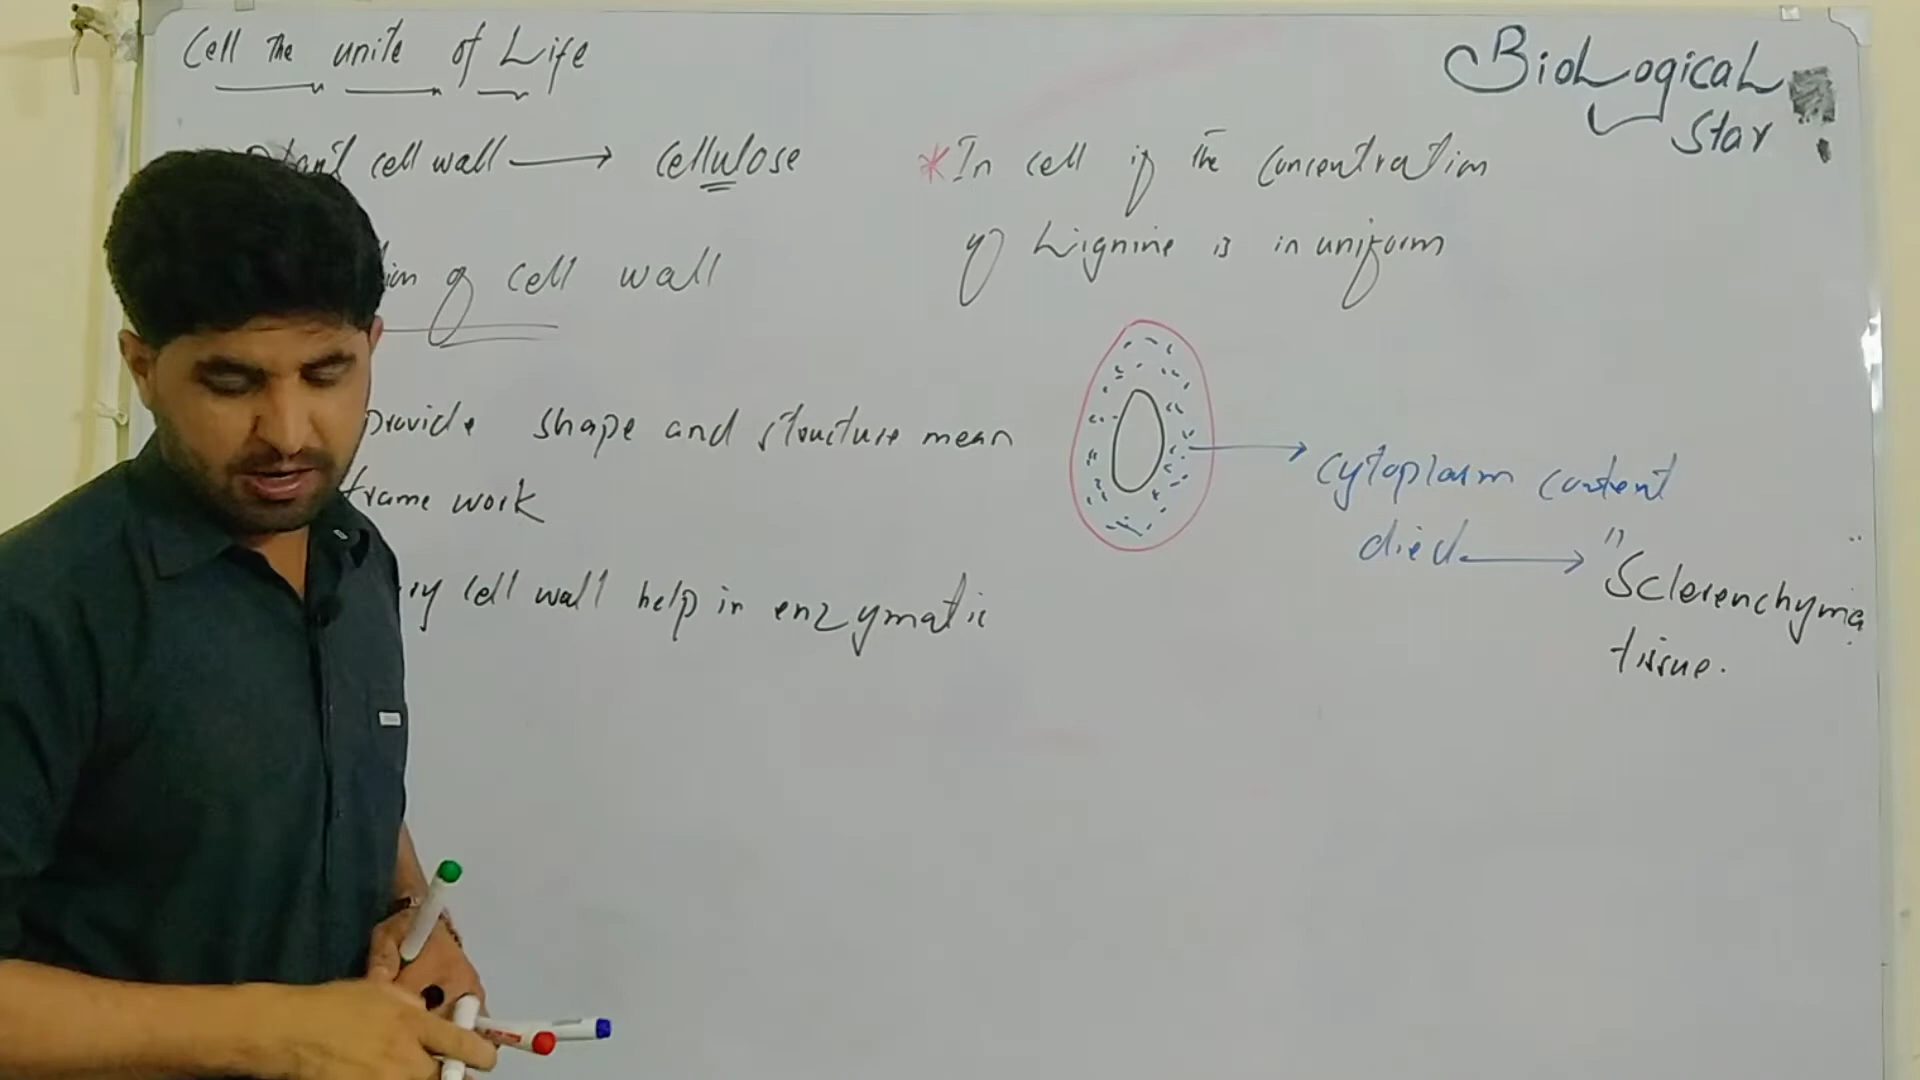 Cell The unite of Life
BioLogical
Star
cell wall → cellulose
of cell wall
provide shape and structure mean
frame work
cell wall help in enzymatic
* In cell if the concentration
of Lignine is in uniform
cytoplasm content
died → "Sclerenchyma"
tissue.